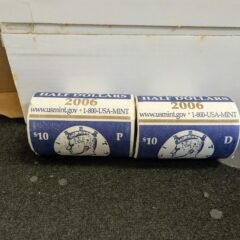 HALF DOLLARS
2006
www.usmint.gov • 1-800-USA-MINT
$10 P
HALF DOLLARS
2006
www.usmint.gov • 1-800-USA-MINT
$10 D